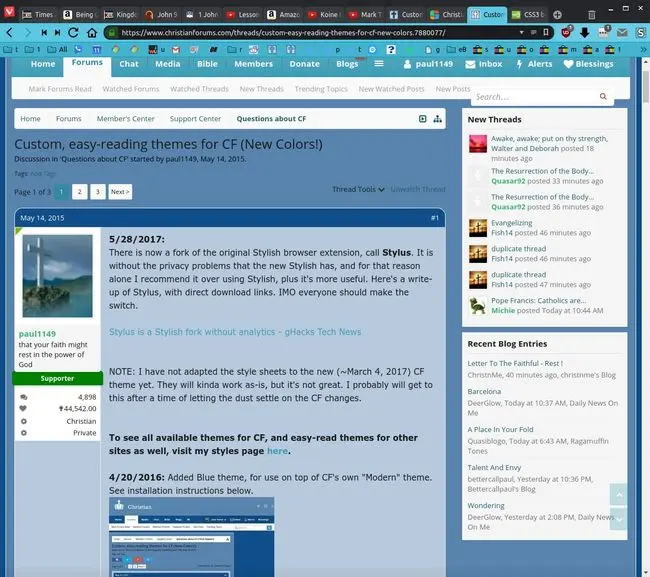 Times
Being
Kingdo
John 9
1 John
Lesson
Amazo
Koine
Mark 1
Custon
Christi
Custo
CSS3 b
https://www.christianforums.com/threads/custom-easy-reading-themes-for-cf-new-colors.7880077/
Home Forums Chat Media Bible Members Donate Blogs paul1149 Inbox Alerts Blessings
Mark Forums Read Watched Forums Watched Threads New Threads Trending Topics New Watched Posts New Posts
Search...
Home Forums Member's Center Support Center Questions about CF
Custom, easy-reading themes for CF (New Colors!)
Discussion in 'Questions about CF' started by paul1149, May 14, 2015.
Tags: Add Tags
Page 1 of 3 1 2 3 Next >
Thread Tools Unwatch Thread
May 14, 2015 #1
paul1149
that your faith might
rest in the power of
God
Supporter
4,898
44,542.00
Christian
Private
5/28/2017:
There is now a fork of the original Stylish browser extension, call Stylus. It is
without the privacy problems that the new Stylish has, and for that reason
alone I recommend it over using Stylish, plus it's more useful. Here's a write-
up of Stylus, with direct download links. IMO everyone should make the
switch.
Stylus is a Stylish fork without analytics - gHacks Tech News
NOTE: I have not adapted the style sheets to the new (~March 4, 2017) CF
theme yet. They will kinda work as-is, but it's not great. I probably will get to
this after a time of letting the dust settle on the CF changes.
To see all available themes for CF, and easy-read themes for other
sites as well, visit my styles page here.
4/20/2016: Added Blue theme, for use on top of CF's own "Modern" theme.
See installation instructions below.
Christian
New Threads
Awake, awake; put on thy strength,
Walter and Deborah posted 18
minutes ago
The Resurrection of the Body...
Quasar92 posted 33 minutes ago
The Resurrection of the Body...
Quasar92 posted 36 minutes ago
Evangelizing
Fish14 posted 46 minutes ago
duplicate thread
Fish14 posted 46 minutes ago
duplicate thread
Fish14 posted 47 minutes ago
Pope Francis: Catholics are...
Michie posted Today at 10:44 AM
Recent Blog Entries
Letter To The Faithful - Rest !
ChristnMe, 40 minutes ago, christnme's Blog
Barcelona
DeerGlow, Today at 10:37 AM, Daily News On
Me
A Place In Your Fold
Quasiblogo, Today at 6:43 AM, Ragamuffin
Tones
Talent And Envy
bettercallpaul, Yesterday at 10:36 PM,
Bettercallpaul's Blog
Wondering
DeerGlow, Yesterday at 2:08 PM, Daily News
On Me